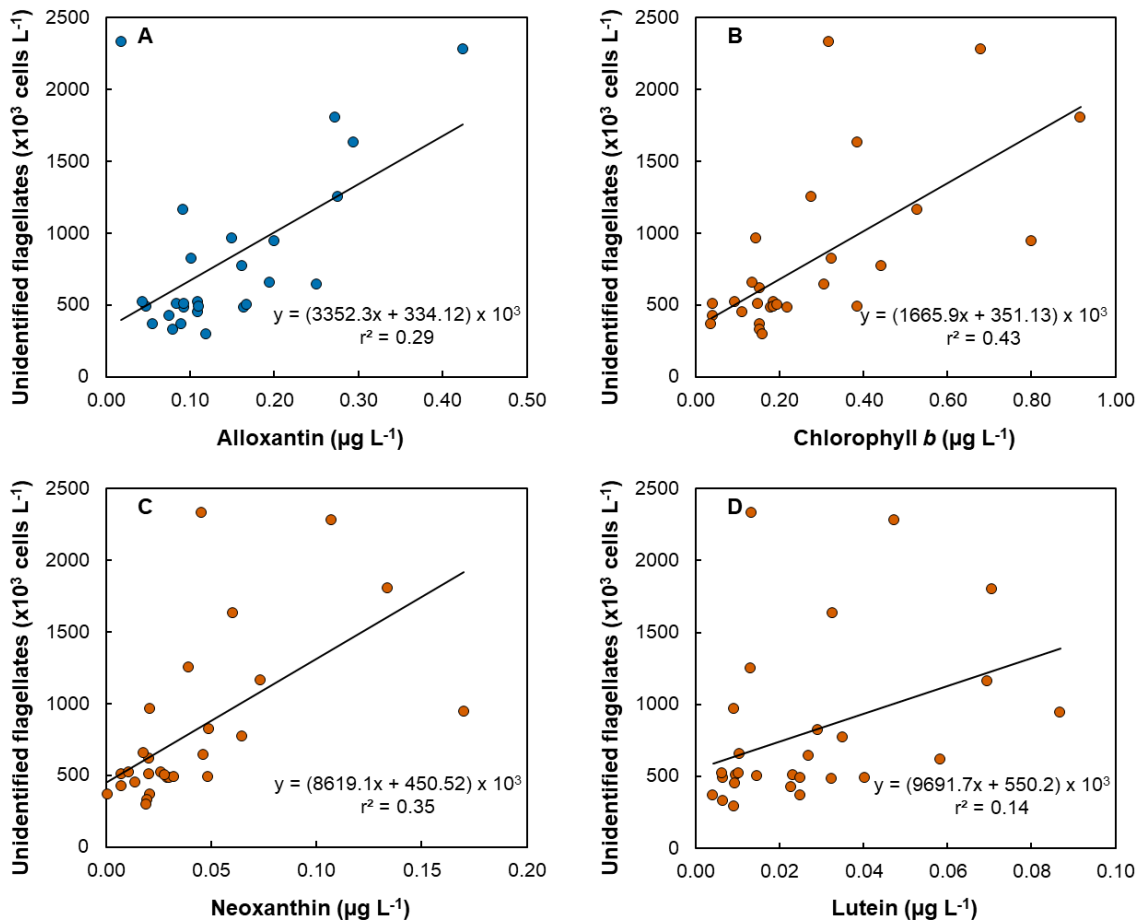 A
Unidentified flagellates (x10³ cells L⁻¹)
2500
2000
1500
1000
500
0
y = (3352.3x + 334.12) x 10³
r² = 0.29
0.00 0.10 0.20 0.30 0.40 0.50
Alloxantin (µg L⁻¹)
B
Unidentified flagellates (x10³ cells L⁻¹)
2500
2000
1500
1000
500
0
y = (1665.9x + 351.13) x 10³
r² = 0.43
0.00 0.20 0.40 0.60 0.80 1.00
Chlorophyll b (µg L⁻¹)
C
Unidentified flagellates (x10³ cells L⁻¹)
2500
2000
1500
1000
500
0
y = (8619.1x + 450.52) x 10³
r² = 0.35
0.00 0.05 0.10 0.15 0.20
Neoxanthin (µg L⁻¹)
D
Unidentified flagellates (x10³ cells L⁻¹)
2500
2000
1500
1000
500
0
y = (9691.7x + 550.2) x 10³
r² = 0.14
0.00 0.02 0.04 0.06 0.08 0.10
Lutein (µg L⁻¹)